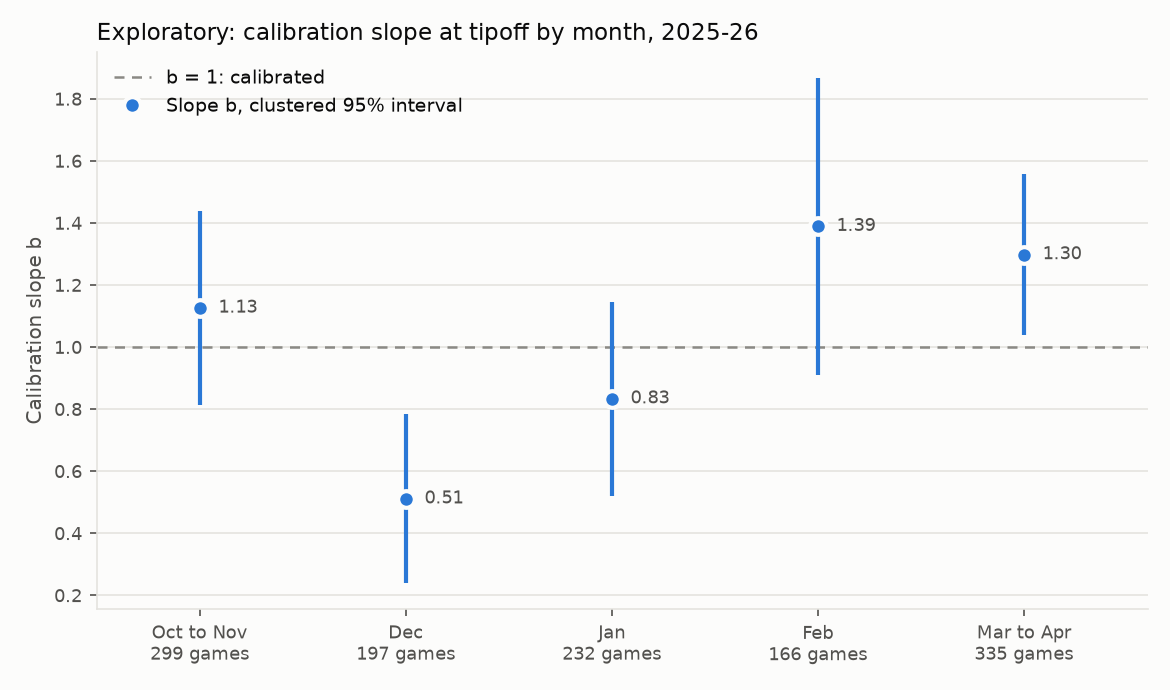 Exploratory: calibration slope at tipoff by month, 2025-26
b = 1: calibrated
Slope b, clustered 95% interval
Calibration slope b
1.8
1.6
1.4
1.2
1.0
0.8
0.6
0.4
0.2
1.13
0.51
0.83
1.39
1.30
Oct to Nov
299 games
Dec
197 games
Jan
232 games
Feb
166 games
Mar to Apr
335 games